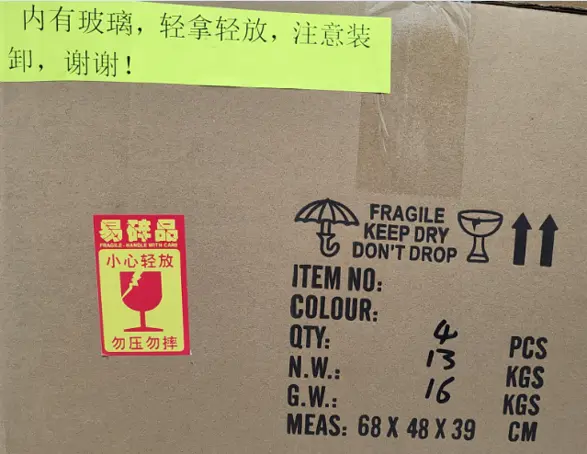 内有玻璃，轻拿轻放，注意装
卸，谢谢！
易碎品
FRAGILE - HANDLE WITH CARE
小心轻放
勿压勿摔
FRAGILE
KEEP DRY
DON'T DROP
ITEM NO:
COLOUR:
QTY: 4 PCS
N.W.: 13 KGS
G.W.: 16 KGS
MEAS: 68 X 48 X 39 CM